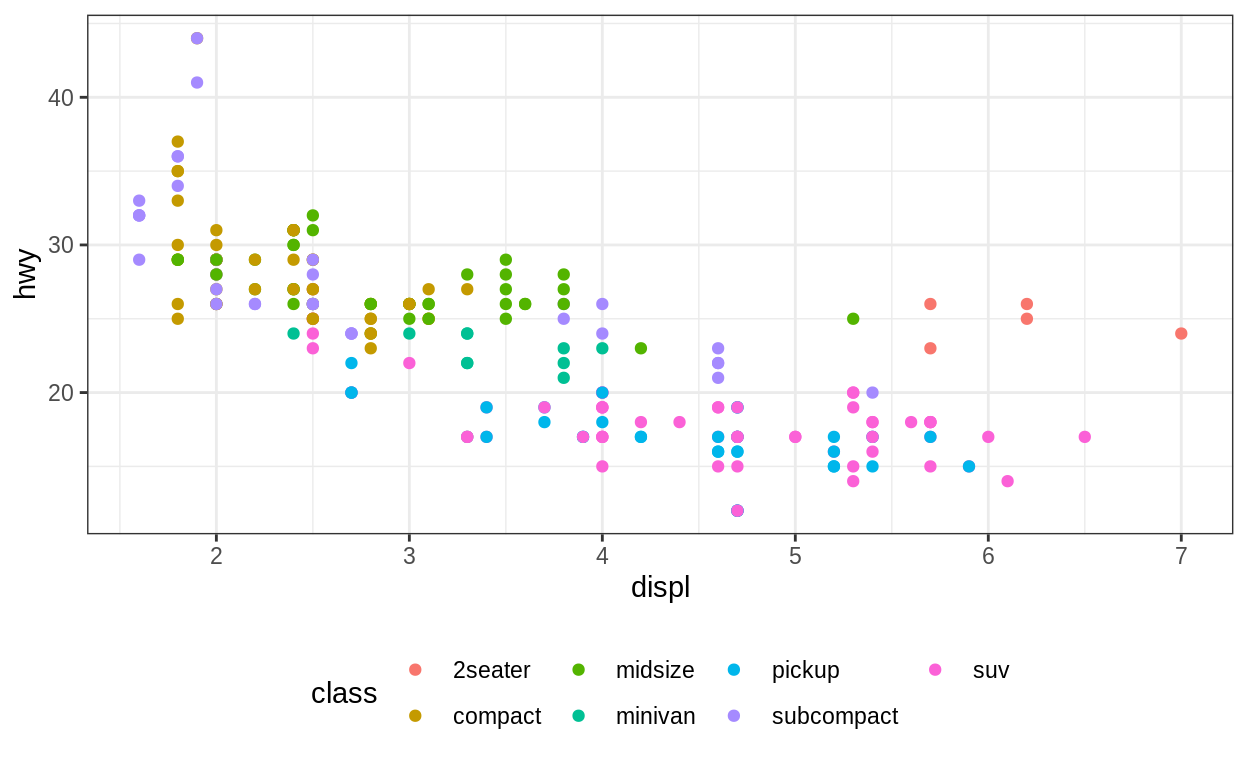 hwy
40
30
20
2 3 4 5 6 7
displ
class
2seater midsize pickup suv
compact minivan subcompact